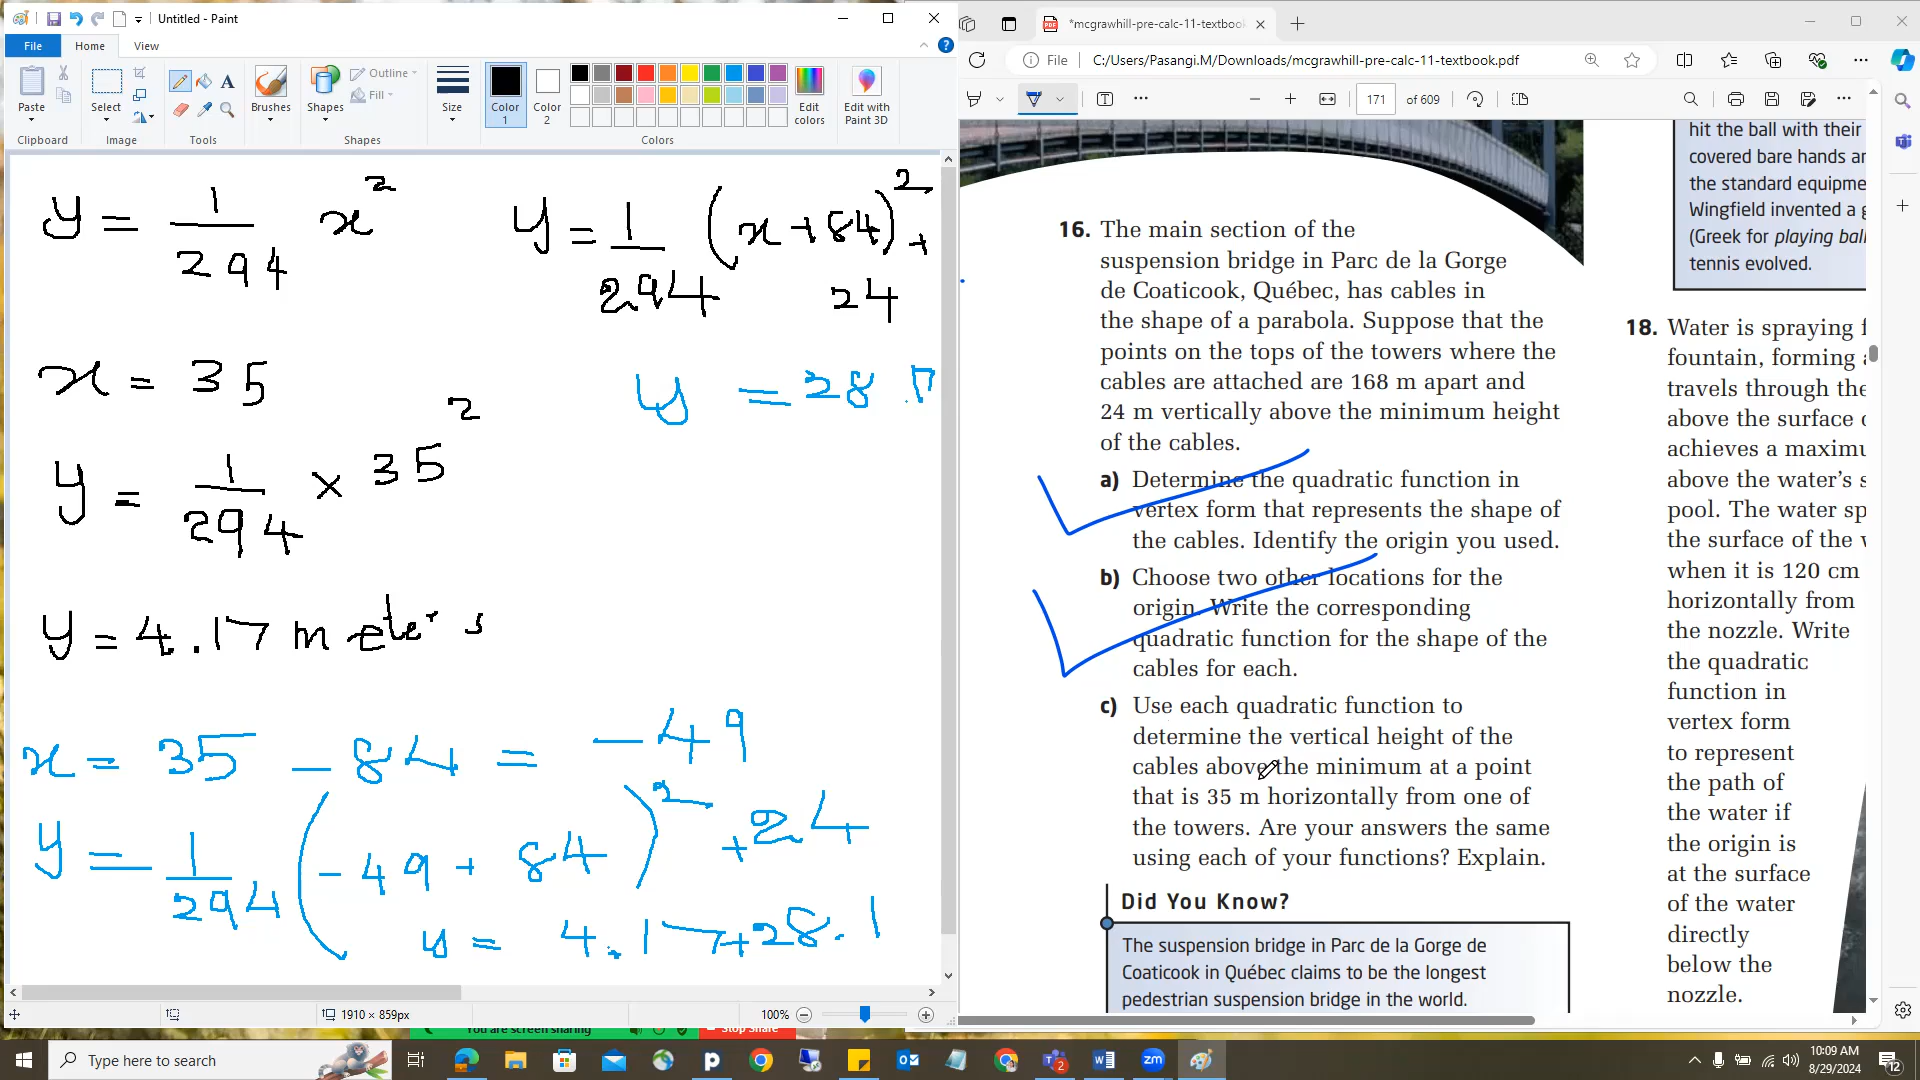 Untitled - Paint
File Home View
Paste Select Brushes Shapes Outline Fill Size Color 1 Color 2 Edit colors Edit with Paint 3D
Clipboard Image Tools Shapes Colors
y = 1/294 x²
y = 1/294 (x+84)² + 24
x = 35
y = 28.
y = 1/294 × 35²
y = 4.17 meters
x = 35 - 84 = -49
y = 1/294 (-49 + 84)² + 24
y = 4.17+28.1
1910 × 859px
100%
*mcgrawhill-pre-calc-11-textbook
File C:/Users/Pasangi.M/Downloads/mcgrawhill-pre-calc-11-textbook.pdf
171 of 609
16. The main section of the
suspension bridge in Parc de la Gorge
de Coaticook, Québec, has cables in
the shape of a parabola. Suppose that the
points on the tops of the towers where the
cables are attached are 168 m apart and
24 m vertically above the minimum height
of the cables.
a) Determine the quadratic function in
vertex form that represents the shape of
the cables. Identify the origin you used.
b) Choose two other locations for the
origin. Write the corresponding
quadratic function for the shape of the
cables for each.
c) Use each quadratic function to
determine the vertical height of the
cables above the minimum at a point
that is 35 m horizontally from one of
the towers. Are your answers the same
using each of your functions? Explain.
Did You Know?
The suspension bridge in Parc de la Gorge de
Coaticook in Québec claims to be the longest
pedestrian suspension bridge in the world.
hit the ball with their
covered bare hands an
the standard equipme
Wingfield invented a g
(Greek for playing ball
tennis evolved.
18. Water is spraying f
fountain, forming a
travels through the
above the surface o
achieves a maximu
above the water's s
pool. The water sp
the surface of the w
when it is 120 cm
horizontally from
the nozzle. Write
the quadratic
function in
vertex form
to represent
the path of
the water if
the origin is
at the surface
of the water
directly
below the
nozzle.
You are screen sharing Stop Share
Type here to search
10:09 AM
8/29/2024
12